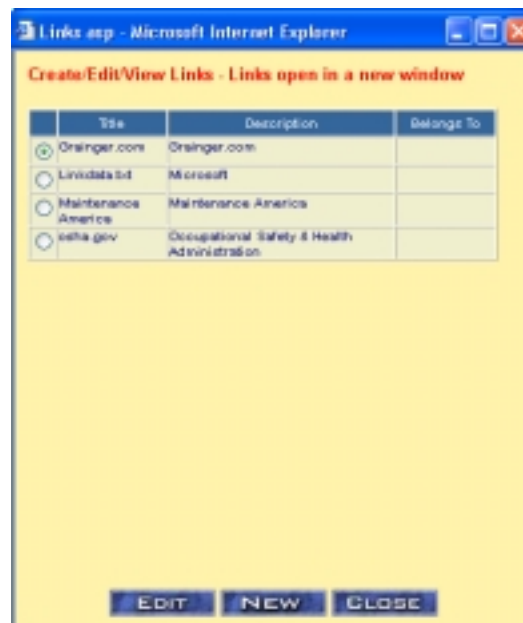 Links asp - Microsoft Internet Explorer
Create/Edit/View Links - Links open in a new window
Title Description Belongs To
Grainger.com Grainger.com
Linkdata.txt Microsoft
Maintenance Maintenance America
America
osha.gov Occupational Safety & Health
Administration
EDIT NEW CLOSE